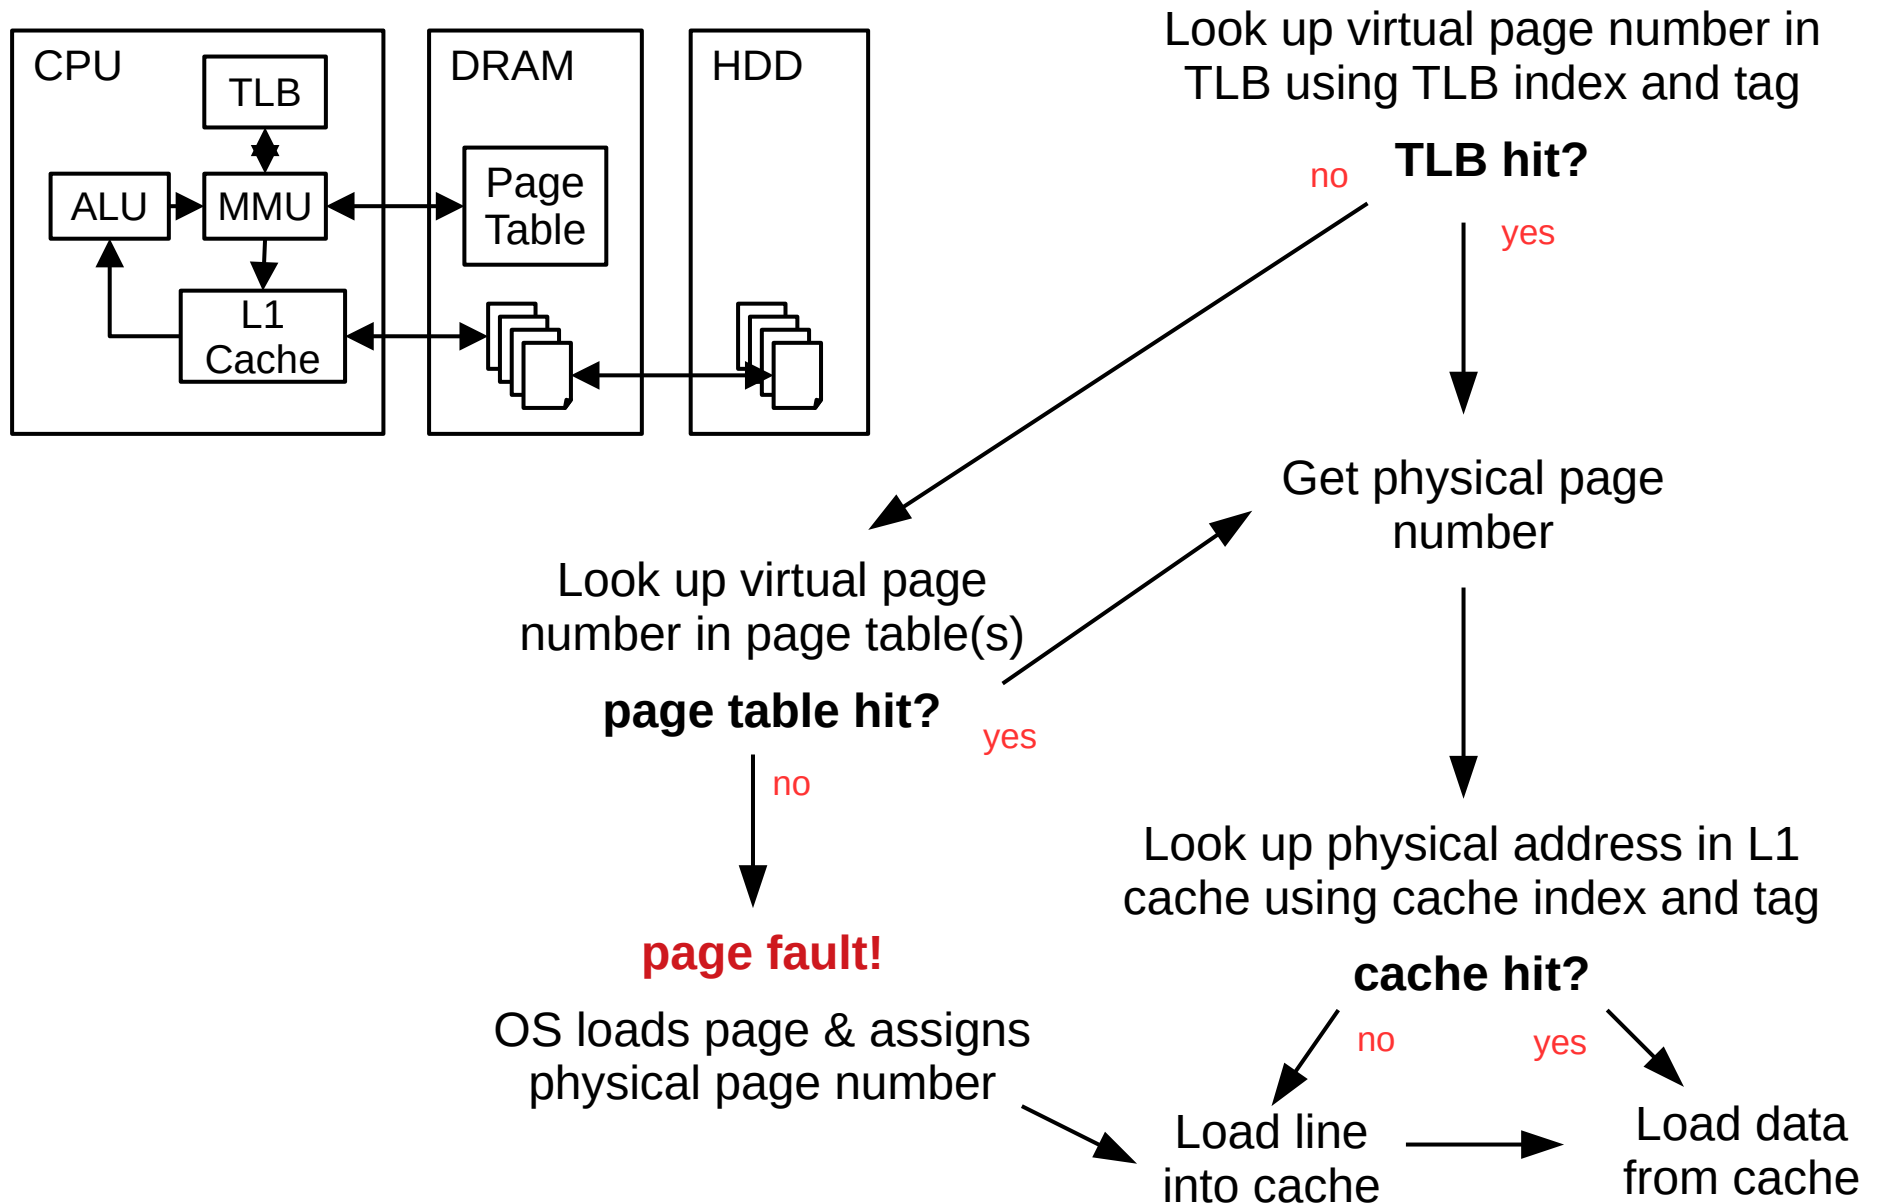 CPU
TLB
ALU
MMU
L1
Cache
DRAM
Page
Table
HDD
Look up virtual page number in
TLB using TLB index and tag
TLB hit?
no
yes
Get physical page
number
Look up virtual page
number in page table(s)
page table hit?
yes
no
page fault!
OS loads page & assigns
physical page number
Look up physical address in L1
cache using cache index and tag
cache hit?
no
yes
Load line
into cache
Load data
from cache